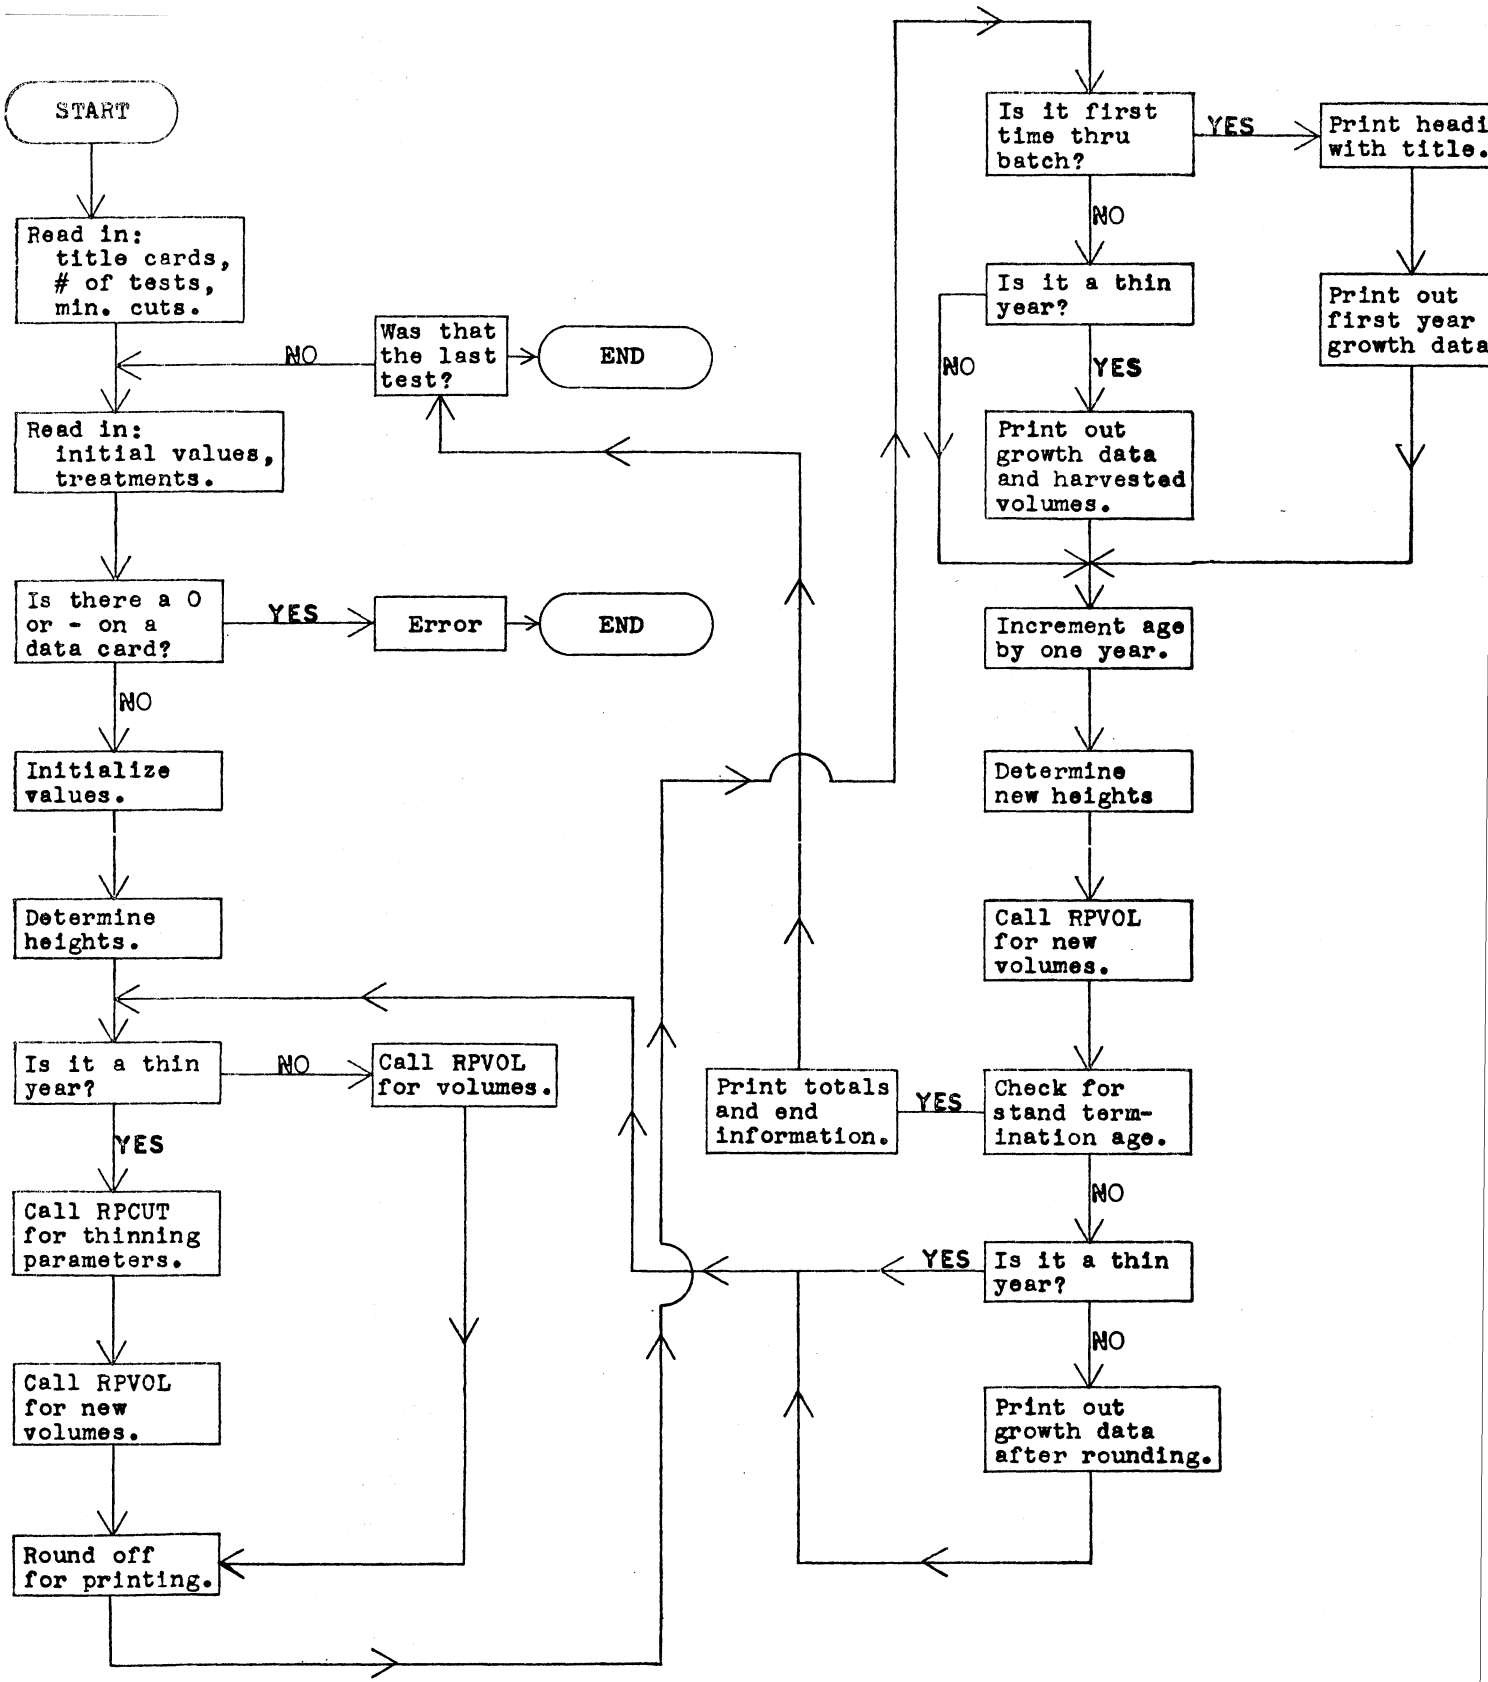 START
Read in:
title cards,
# of tests,
min. cuts.
Was that
the last
test?
NO
END
Read in:
initial values,
treatments.
Is there a 0
or - on a
data card?
YES
Error
END
NO
Initialize
values.
Determine
heights.
Is it a thin
year?
NO
Call RPVOL
for volumes.
YES
Call RPCUT
for thinning
parameters.
Call RPVOL
for new
volumes.
Round off
for printing.
Is it first
time thru
batch?
YES
Print headi
with title.
NO
Is it a thin
year?
Print out
first year
growth data
NO
YES
Print out
growth data
and harvested
volumes.
Increment age
by one year.
Determine
new heights
Call RPVOL
for new
volumes.
Check for
stand term-
ination age.
YES
Print totals
and end
information.
NO
Is it a thin
year?
YES
NO
Print out
growth data
after rounding.